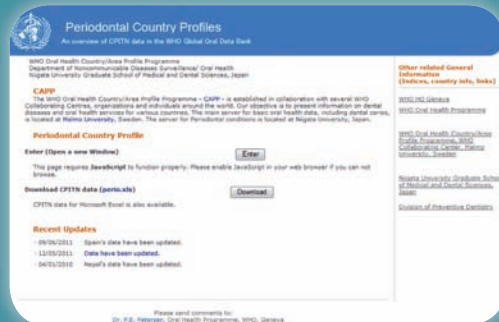 Periodontal Country Profiles
An overview of CPITN data in the WHO Global Oral Data Bank
WHO Oral Health Country/Area Profile Programme
Department of Noncommunicable Diseases Surveillance/ Oral Health
Niigata University Graduate School of Medical and Dental Sciences, Japan
CAPP
The WHO Oral Health Country/Area Profile Programme - CAPP - is established in collaboration with several WHO
Collaborating Centres, organizations and individuals around the world. Our objective is to present information on dental
diseases and oral health services for various countries. The main server for basic oral health data, including dental caries,
is located at Malmo University, Sweden. The server for Periodontal conditions is located at Niigata University, Japan.
Periodontal Country Profile
Enter (Open a new Window)
Enter
This page requires JavaScript to function properly. Please enable JavaScript in your web browser if you can not
browse.
Download CPITN data (perio.xls)
Download
CPITN data for Microsoft Excel is also available.
Recent Updates
- 09/06/2011 Spain's data have been updated.
- 12/05/2011 Data have been updated.
- 04/01/2010 Nepal's data have been updated.
Please send comments to:
Dr. P.E. Petersen, Oral Health Programme, WHO, Geneva
Other related General
Information
(Indices, country info, links)
WHO HQ Geneva
WHO Oral Health Programme
WHO Oral Health Country/Area
Profile Programme, WHO
Collaborating Center, Malmo
University, Sweden
Niigata University Graduate School
of Medical and Dental Sciences,
Japan
Division of Preventive Dentistry